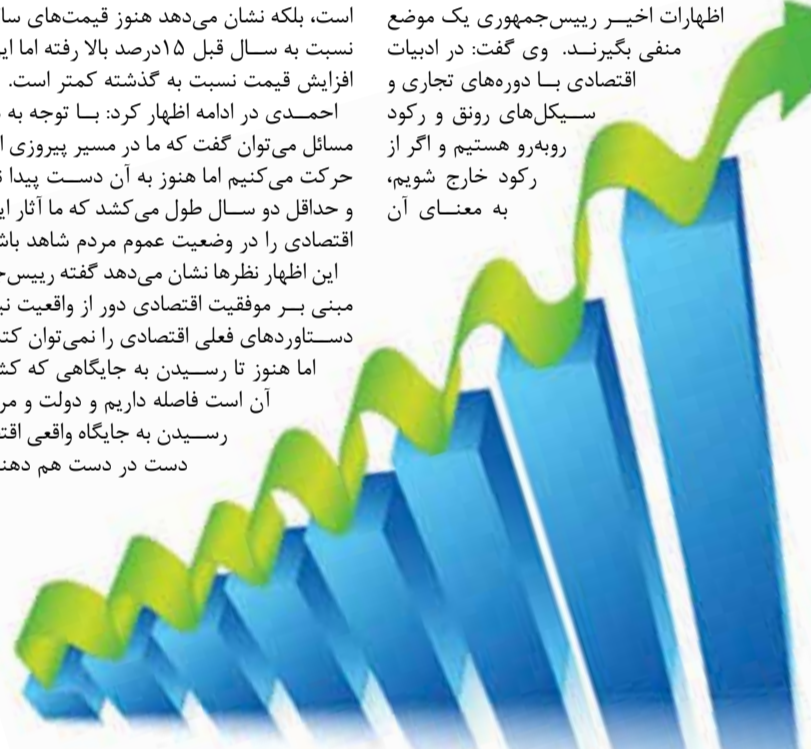 اظهارات اخیر رییس‌جمهوری یک موضع
منفی بگیرند. وی گفت: در ادبیات
اقتصادی با دوره‌های تجاری و
سیکل‌های رونق و رکود
روبه‌رو هستیم و اگر از
رکود خارج شویم،
به معنای آن
است، بلکه نشان می‌دهد هنوز قیمت‌های
نسبت به سال قبل ۱۵درصد بالا رفته اما
افزایش قیمت نسبت به گذشته کمتر است.
احمدی در ادامه اظهار کرد: با توجه به
مسائل می‌توان گفت که ما در مسیر پیروزی
حرکت می‌کنیم اما هنوز به آن دست پیدا
و حداقل دو سال طول می‌کشد که ما آثار
اقتصادی را در وضعیت عموم مردم شاهد
این اظهار نظرها نشان می‌دهد گفته
مبنی بر موفقیت اقتصادی دور از واقعیت
دستاوردهای فعلی اقتصادی را نمی‌توان
اما هنوز تا رسیدن به جایگاهی که
آن است فاصله داریم و دولت و
رسیدن به جایگاه واقعی
دست در دست هم